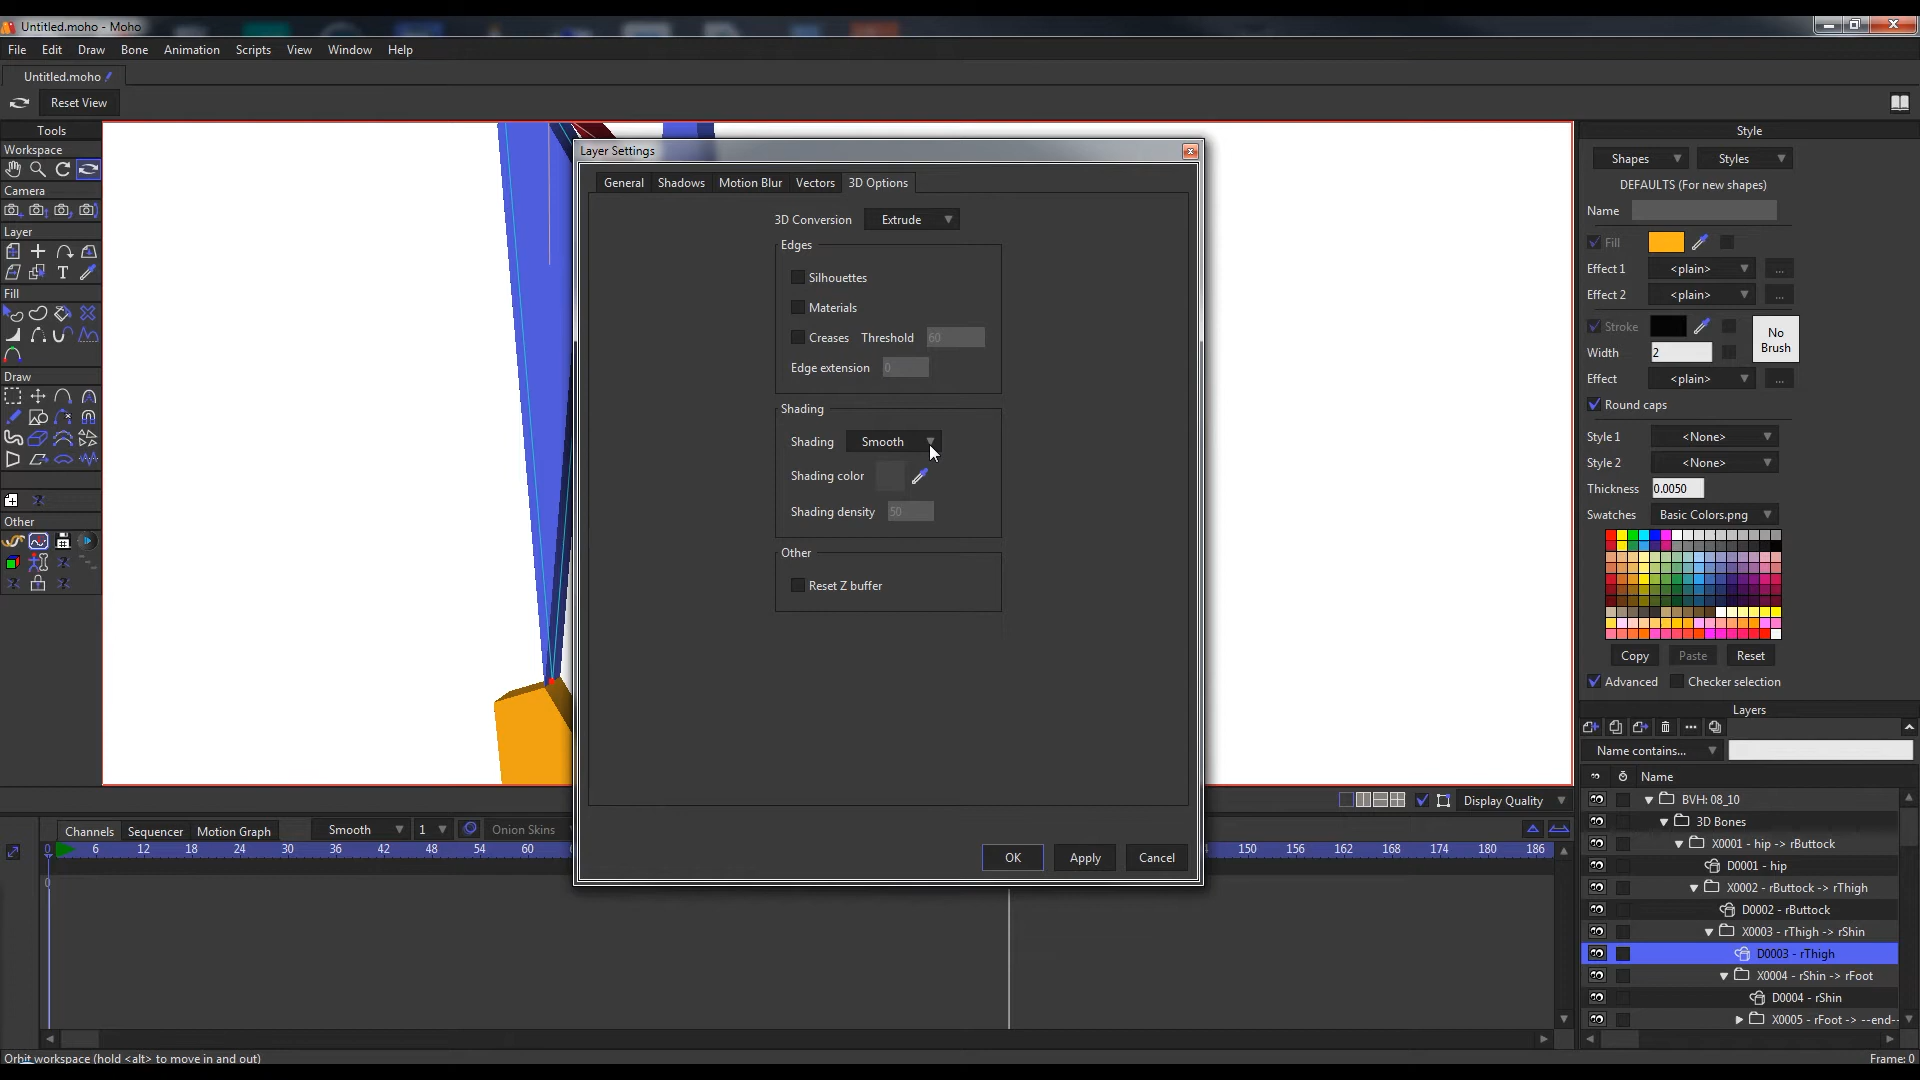 Untitled.moho - Moho
File Edit Draw Bone Animation Scripts View Window Help
Untitled.moho
Reset View
Tools
Workspace
Camera
Layer
Fill
Draw
Other
Layer Settings
General Shadows Motion Blur Vectors 3D Options
3D Conversion Extrude
Edges
Silhouettes
Materials
Creases Threshold 60
Edge extension 0
Shading
Shading Smooth
Shading color
Shading density 50
Other
Reset Z buffer
OK Apply Cancel
Style
Shapes Styles
DEFAULTS (For new shapes)
Name
Fill
Effect 1 <plain> ...
Effect 2 <plain> ...
Stroke
No Brush
Width 2
Effect <plain> ...
Round caps
Style 1 <None>
Style 2 <None>
Thickness 0.0050
Swatches Basic Colors.png
Copy Paste Reset
Advanced Checker selection
Layers
Name contains...
Name
BVH: 08_10
3D Bones
X0001 - hip -> rButtock
D0001 - hip
X0002 - rButtock -> rThigh
D0002 - rButtock
X0003 - rThigh -> rShin
D0003 - rThigh
X0004 - rShin -> rFoot
D0004 - rShin
X0005 - rFoot -> --end--
Display Quality
Channels Sequencer Motion Graph Smooth 1 Onion Skins
0 6 12 18 24 30 36 42 48 54 60 150 156 162 168 174 180 186
0
Orbit workspace (hold <alt> to move in and out)
Frame: 0